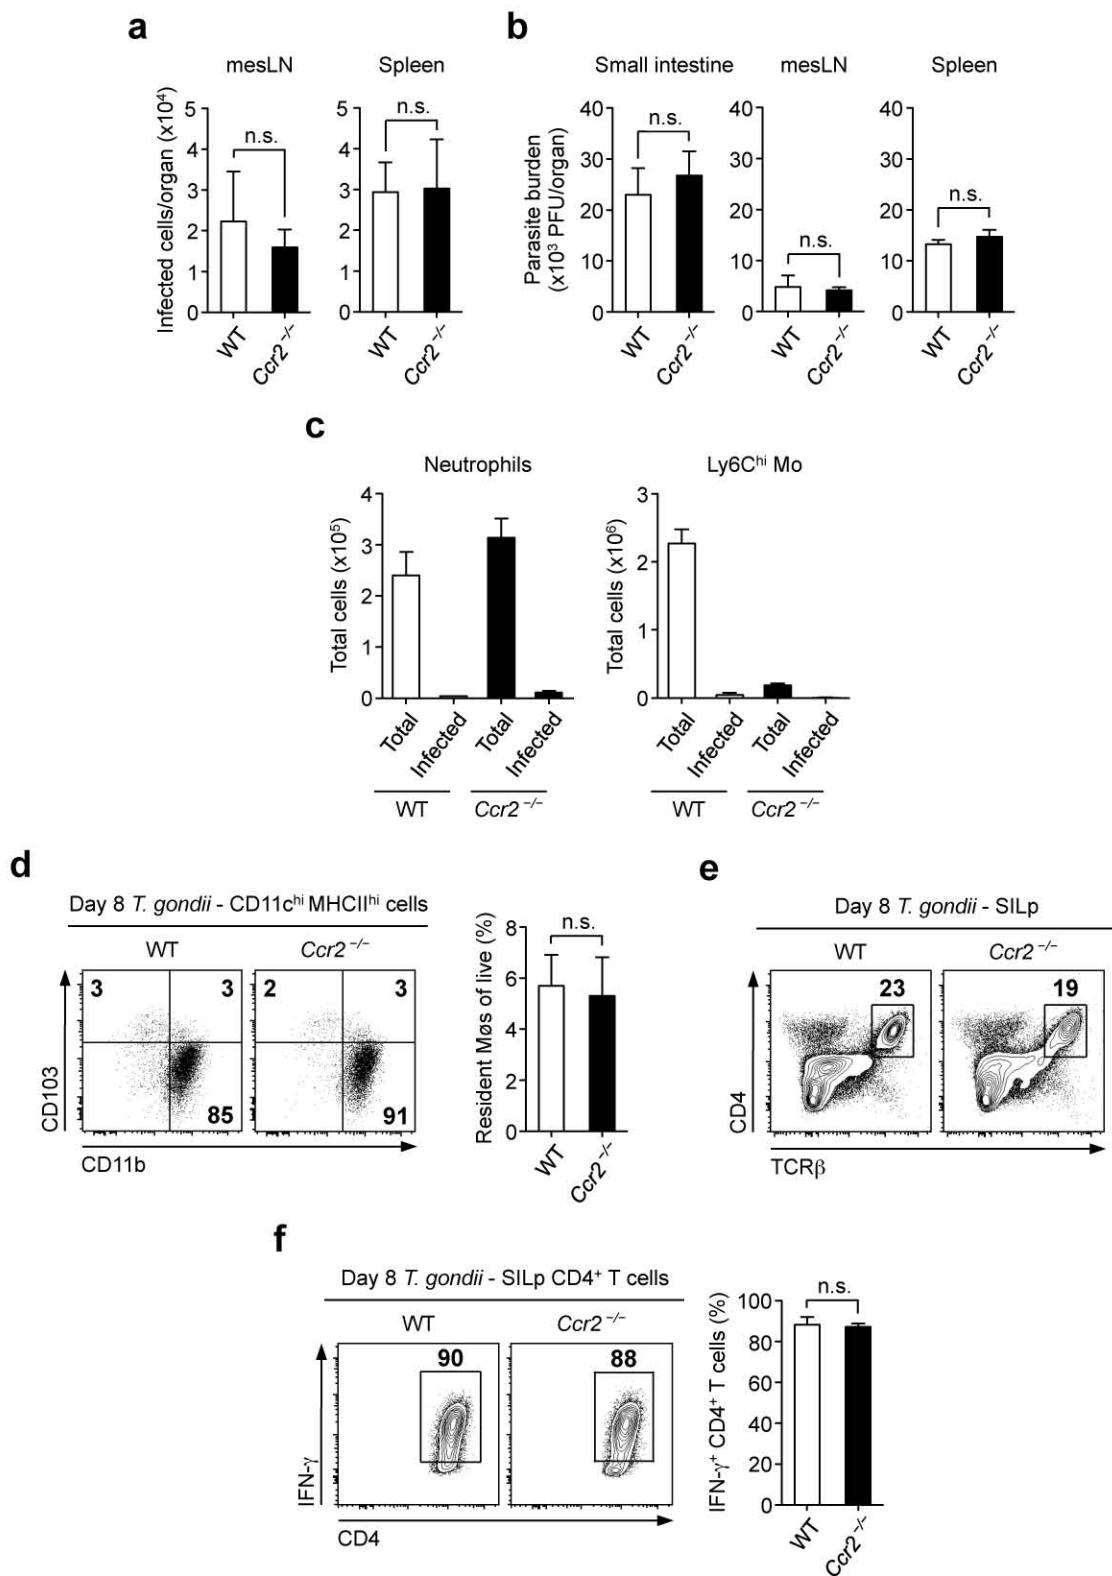 a
mesLN
Spleen
Infected cells/organ (x10⁴)
5
4
3
2
1
0
n.s.
WT
Ccr2⁻/⁻
5
4
3
2
1
0
n.s.
WT
Ccr2⁻/⁻
b
Small intestine
mesLN
Spleen
Parasite burden
(x10³ PFU/organ)
40
30
20
10
0
n.s.
WT
Ccr2⁻/⁻
40
30
20
10
0
n.s.
WT
Ccr2⁻/⁻
40
30
20
10
0
n.s.
WT
Ccr2⁻/⁻
c
Neutrophils
Total cells (x10⁵)
4
3
2
1
0
Total
Infected
Total
Infected
WT
Ccr2⁻/⁻
Ly6Cʰⁱ Mo
Total cells (x10⁶)
3
2
1
0
Total
Infected
Total
Infected
WT
Ccr2⁻/⁻
d
Day 8 T. gondii - CD11cʰⁱ MHCIIʰⁱ cells
WT
Ccr2⁻/⁻
3
3
85
2
3
91
CD103
CD11b
Resident Møs of live (%)
8
6
4
2
0
n.s.
WT
Ccr2⁻/⁻
e
Day 8 T. gondii - SILp
WT
Ccr2⁻/⁻
23
19
CD4
TCRβ
f
Day 8 T. gondii - SILp CD4⁺ T cells
WT
Ccr2⁻/⁻
90
88
IFN-γ
CD4
IFN-γ⁺ CD4⁺ T cells (%)
100
80
60
40
20
0
n.s.
WT
Ccr2⁻/⁻